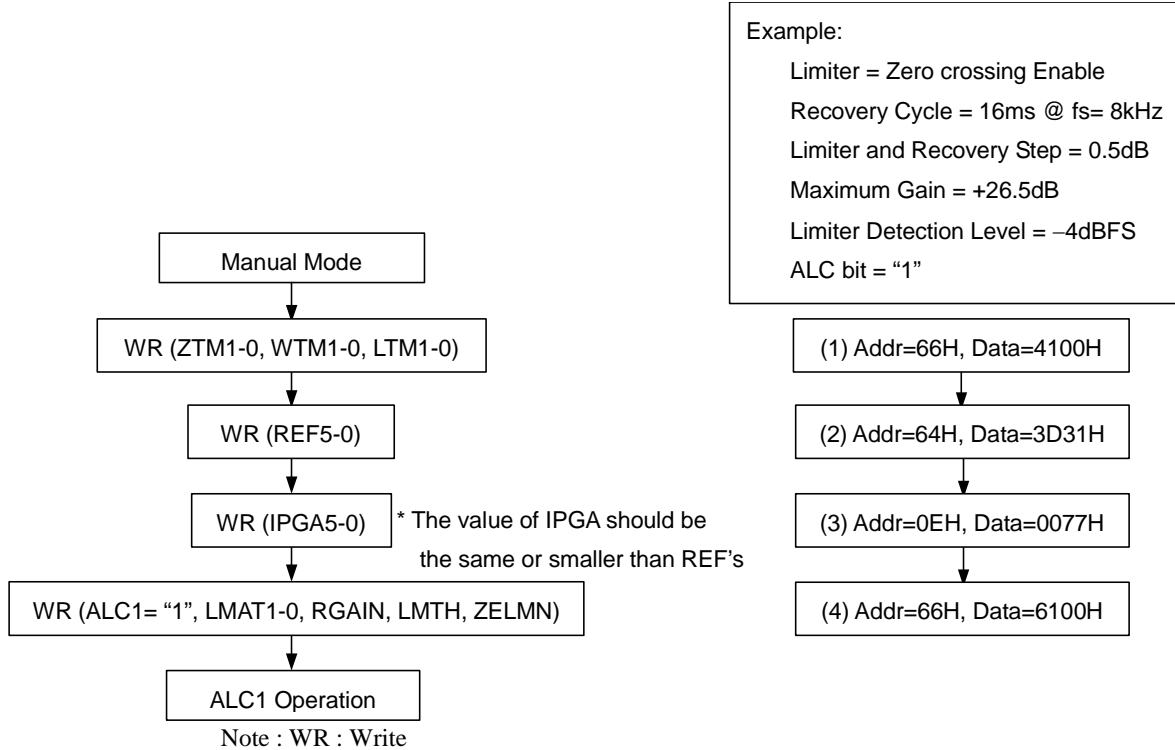 Example:
Limiter = Zero crossing Enable
Recovery Cycle = 16ms @ fs= 8kHz
Limiter and Recovery Step = 0.5dB
Maximum Gain = +26.5dB
Limiter Detection Level = −4dBFS
ALC bit = “1”
Manual Mode
WR (ZTM1-0, WTM1-0, LTM1-0)
WR (REF5-0)
WR (IPGA5-0)
* The value of IPGA should be
the same or smaller than REF’s
WR (ALC1= “1”, LMAT1-0, RGAIN, LMTH, ZELMN)
ALC1 Operation
Note : WR : Write
(1) Addr=66H, Data=4100H
(2) Addr=64H, Data=3D31H
(3) Addr=0EH, Data=0077H
(4) Addr=66H, Data=6100H